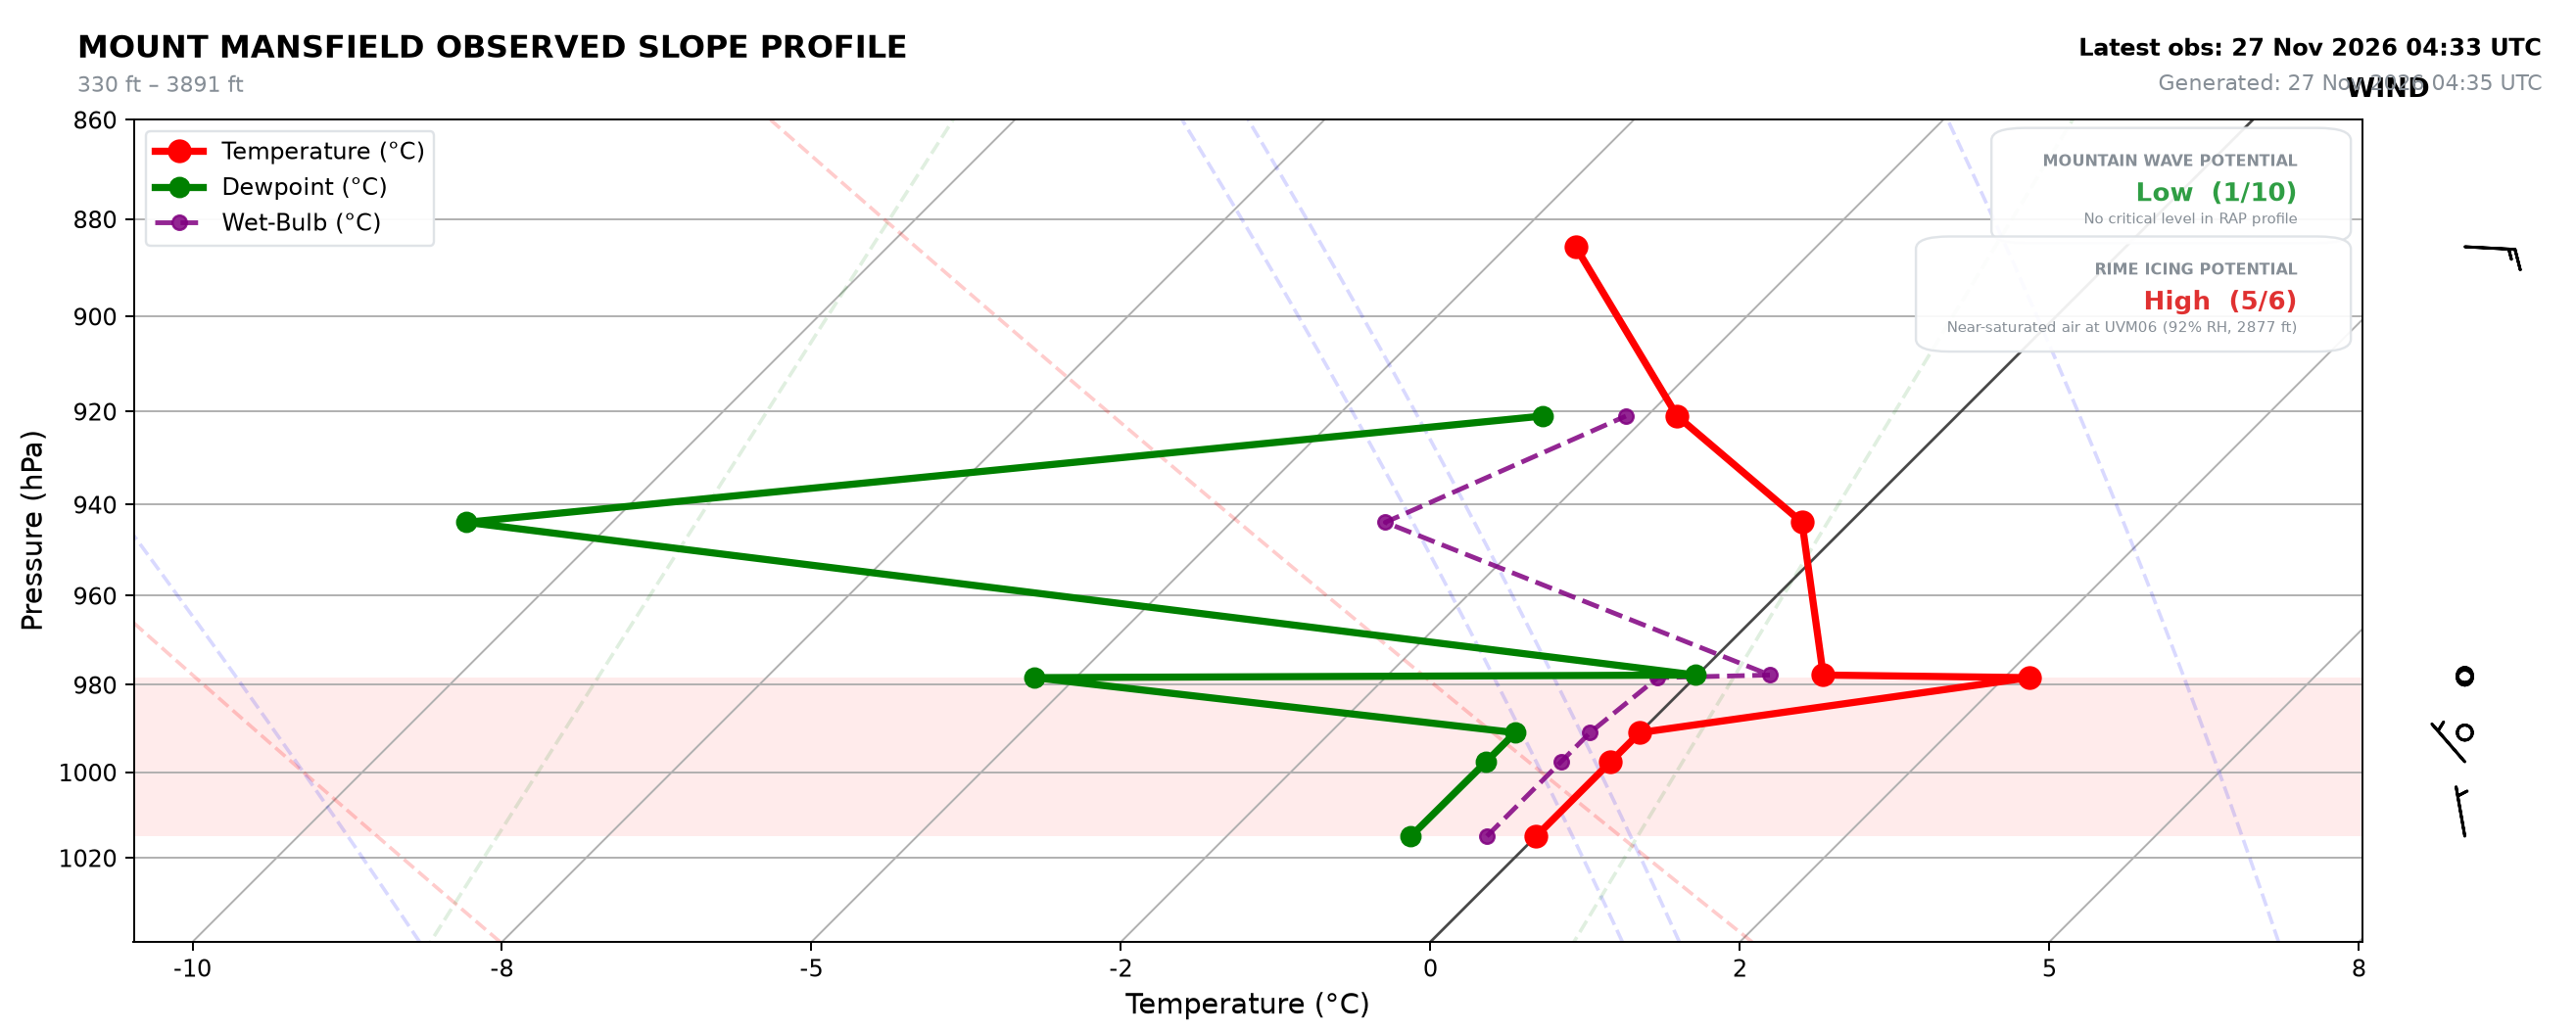 MOUNT MANSFIELD OBSERVED SLOPE PROFILE
330 ft – 3891 ft
Latest obs: 27 Nov 2026 04:33 UTC
Generated: 27 Nov 2026 04:35 UTC
WIND
Temperature (°C)
Dewpoint (°C)
Wet-Bulb (°C)
MOUNTAIN WAVE POTENTIAL
Low (1/10)
No critical level in RAP profile
RIME ICING POTENTIAL
High (5/6)
Near-saturated air at UVM06 (92% RH, 2877 ft)
Pressure (hPa)
860
880
900
920
940
960
980
1000
1020
-10 -8 -5 -2 0 2 5 8
Temperature (°C)